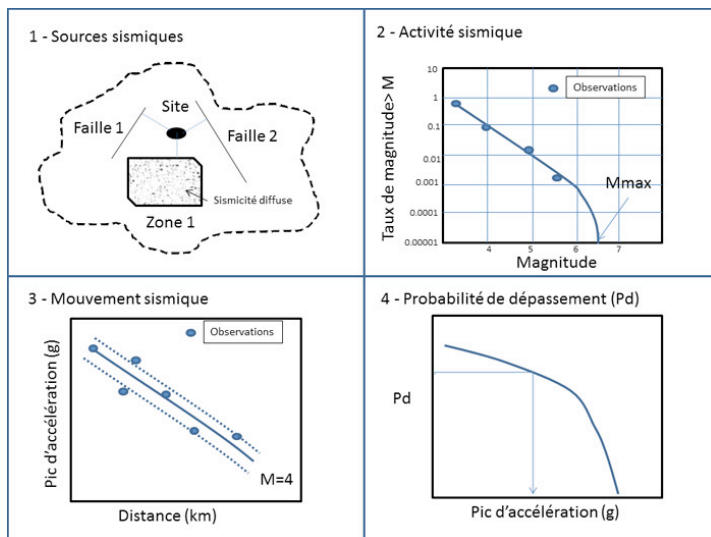 1 - Sources sismiques
Site
Faille 1
Faille 2
Sismicité diffuse
Zone 1
2 - Activité sismique
Taux de magnitude> M
10
1
0.1
0.01
0.001
0.0001
0.00001
Observations
Mmax
4
5
6
7
Magnitude
3 - Mouvement sismique
Observations
Pic d'accélération (g)
M=4
Distance (km)
4 - Probabilité de dépassement (Pd)
Pd
Pic d'accélération (g)